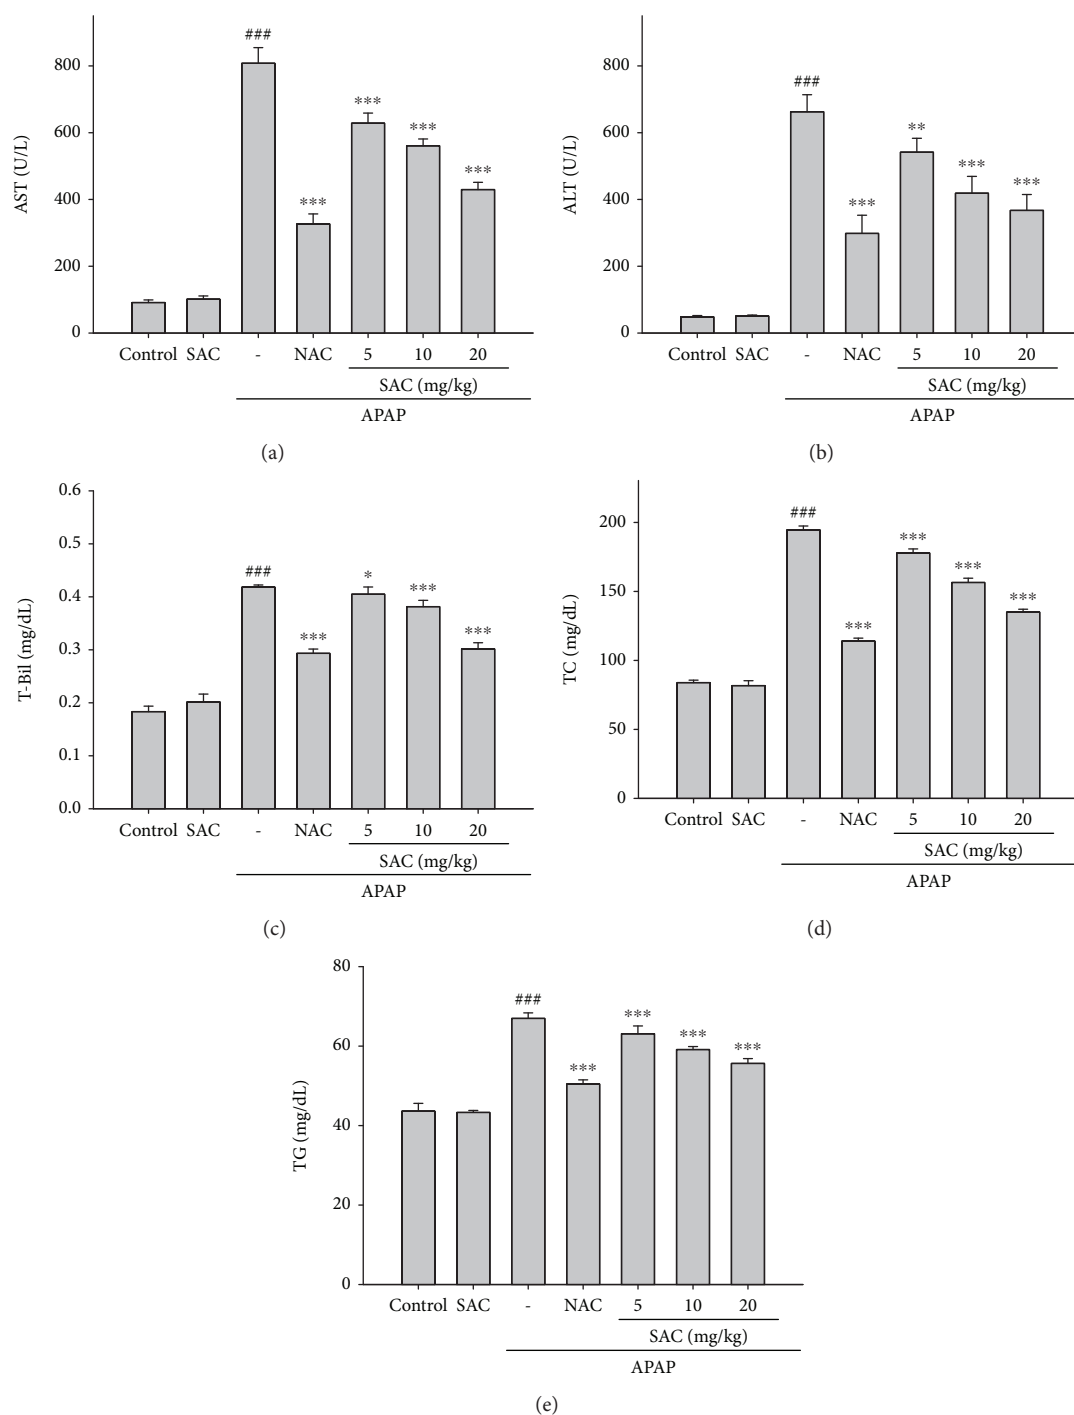 ###
800
***
***
600
***
400
***
200
0
AST (U/L)
Control SAC - NAC 5 10 20
SAC (mg/kg)
APAP
(a)
800
###
600
**
***
***
400
***
200
0
ALT (U/L)
Control SAC - NAC 5 10 20
SAC (mg/kg)
APAP
(b)
0.6
0.5
###
*
***
0.4
***
***
0.3
0.2
0.1
0.0
T-Bil (mg/dL)
Control SAC - NAC 5 10 20
SAC (mg/kg)
APAP
(c)
###
200
***
***
150
***
***
100
50
0
TC (mg/dL)
Control SAC - NAC 5 10 20
SAC (mg/kg)
APAP
(d)
80
###
***
***
***
60
***
40
20
0
TG (mg/dL)
Control SAC - NAC 5 10 20
SAC (mg/kg)
APAP
(e)